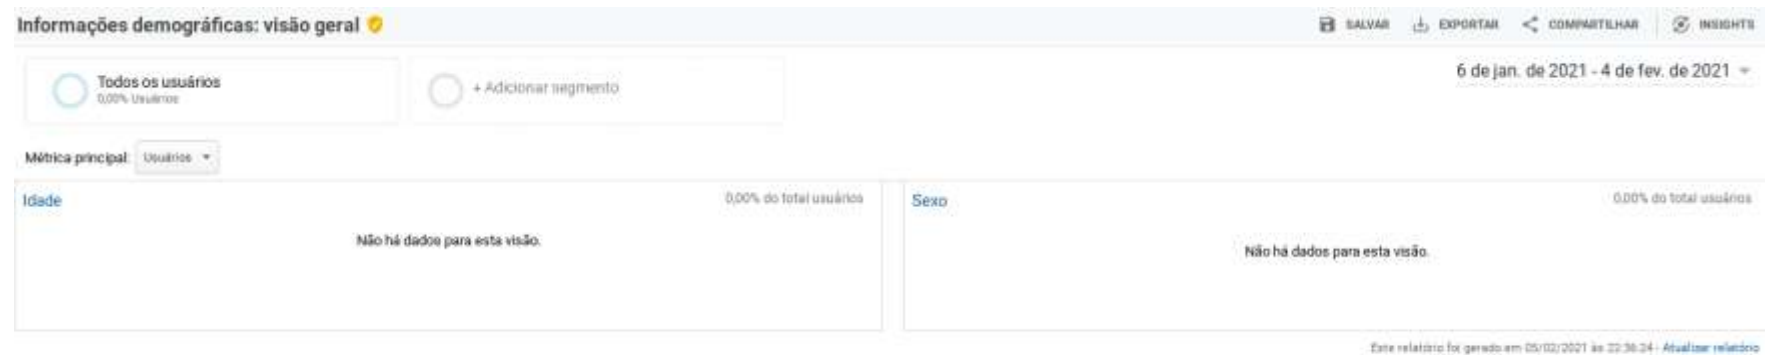 Informações demográficas: visão geral
SALVAR EXPORTAR COMPARTILHAR INSIGHTS
Todos os usuários
0,00% Usuários
+ Adicionar segmento
6 de jan. de 2021 - 4 de fev. de 2021
Métrica principal: Usuários
Idade
0,00% do total usuários
Não há dados para esta visão.
Sexo
0,00% do total usuários
Não há dados para esta visão.
Este relatório foi gerado em 05/02/2021 às 22:36:24 - Atualizar relatório